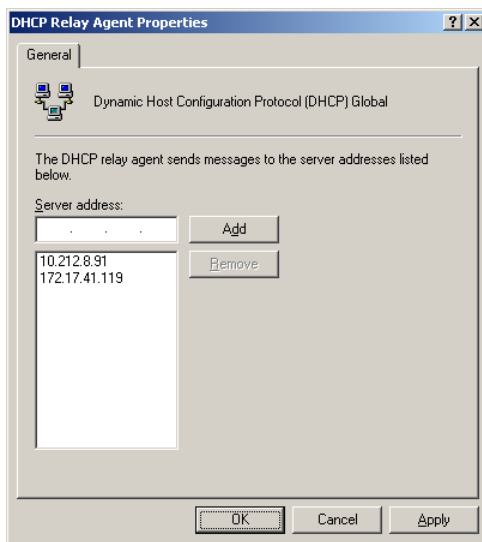 DHCP Relay Agent Properties
General
Dynamic Host Configuration Protocol (DHCP) Global
The DHCP relay agent sends messages to the server addresses listed
below.
Server address:
. . .
Add
10.212.8.91
172.17.41.119
Remove
OK Cancel Apply